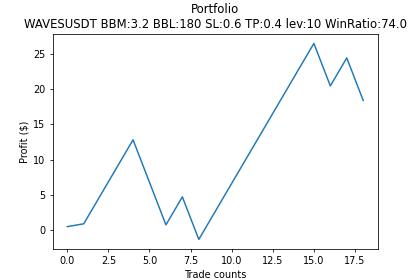 Portfolio
WAVESUSDT BBM:3.2 BBL:180 SL:0.6 TP:0.4 lev:10 WinRatio:74.0
Profit ($)
25
20
15
10
5
0
0.0 2.5 5.0 7.5 10.0 12.5 15.0 17.5
Trade counts